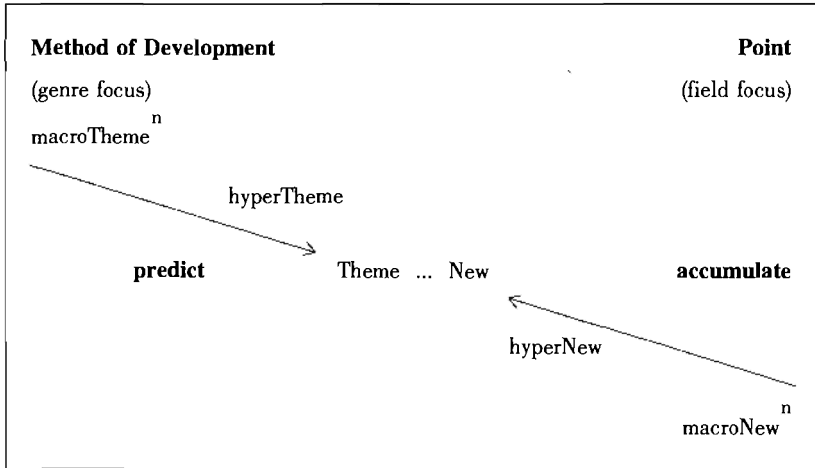 Method of Development Point
(genre focus) (field focus)
macroTheme n
hyperTheme
predict Theme ... New accumulate
hyperNew
macroNew n